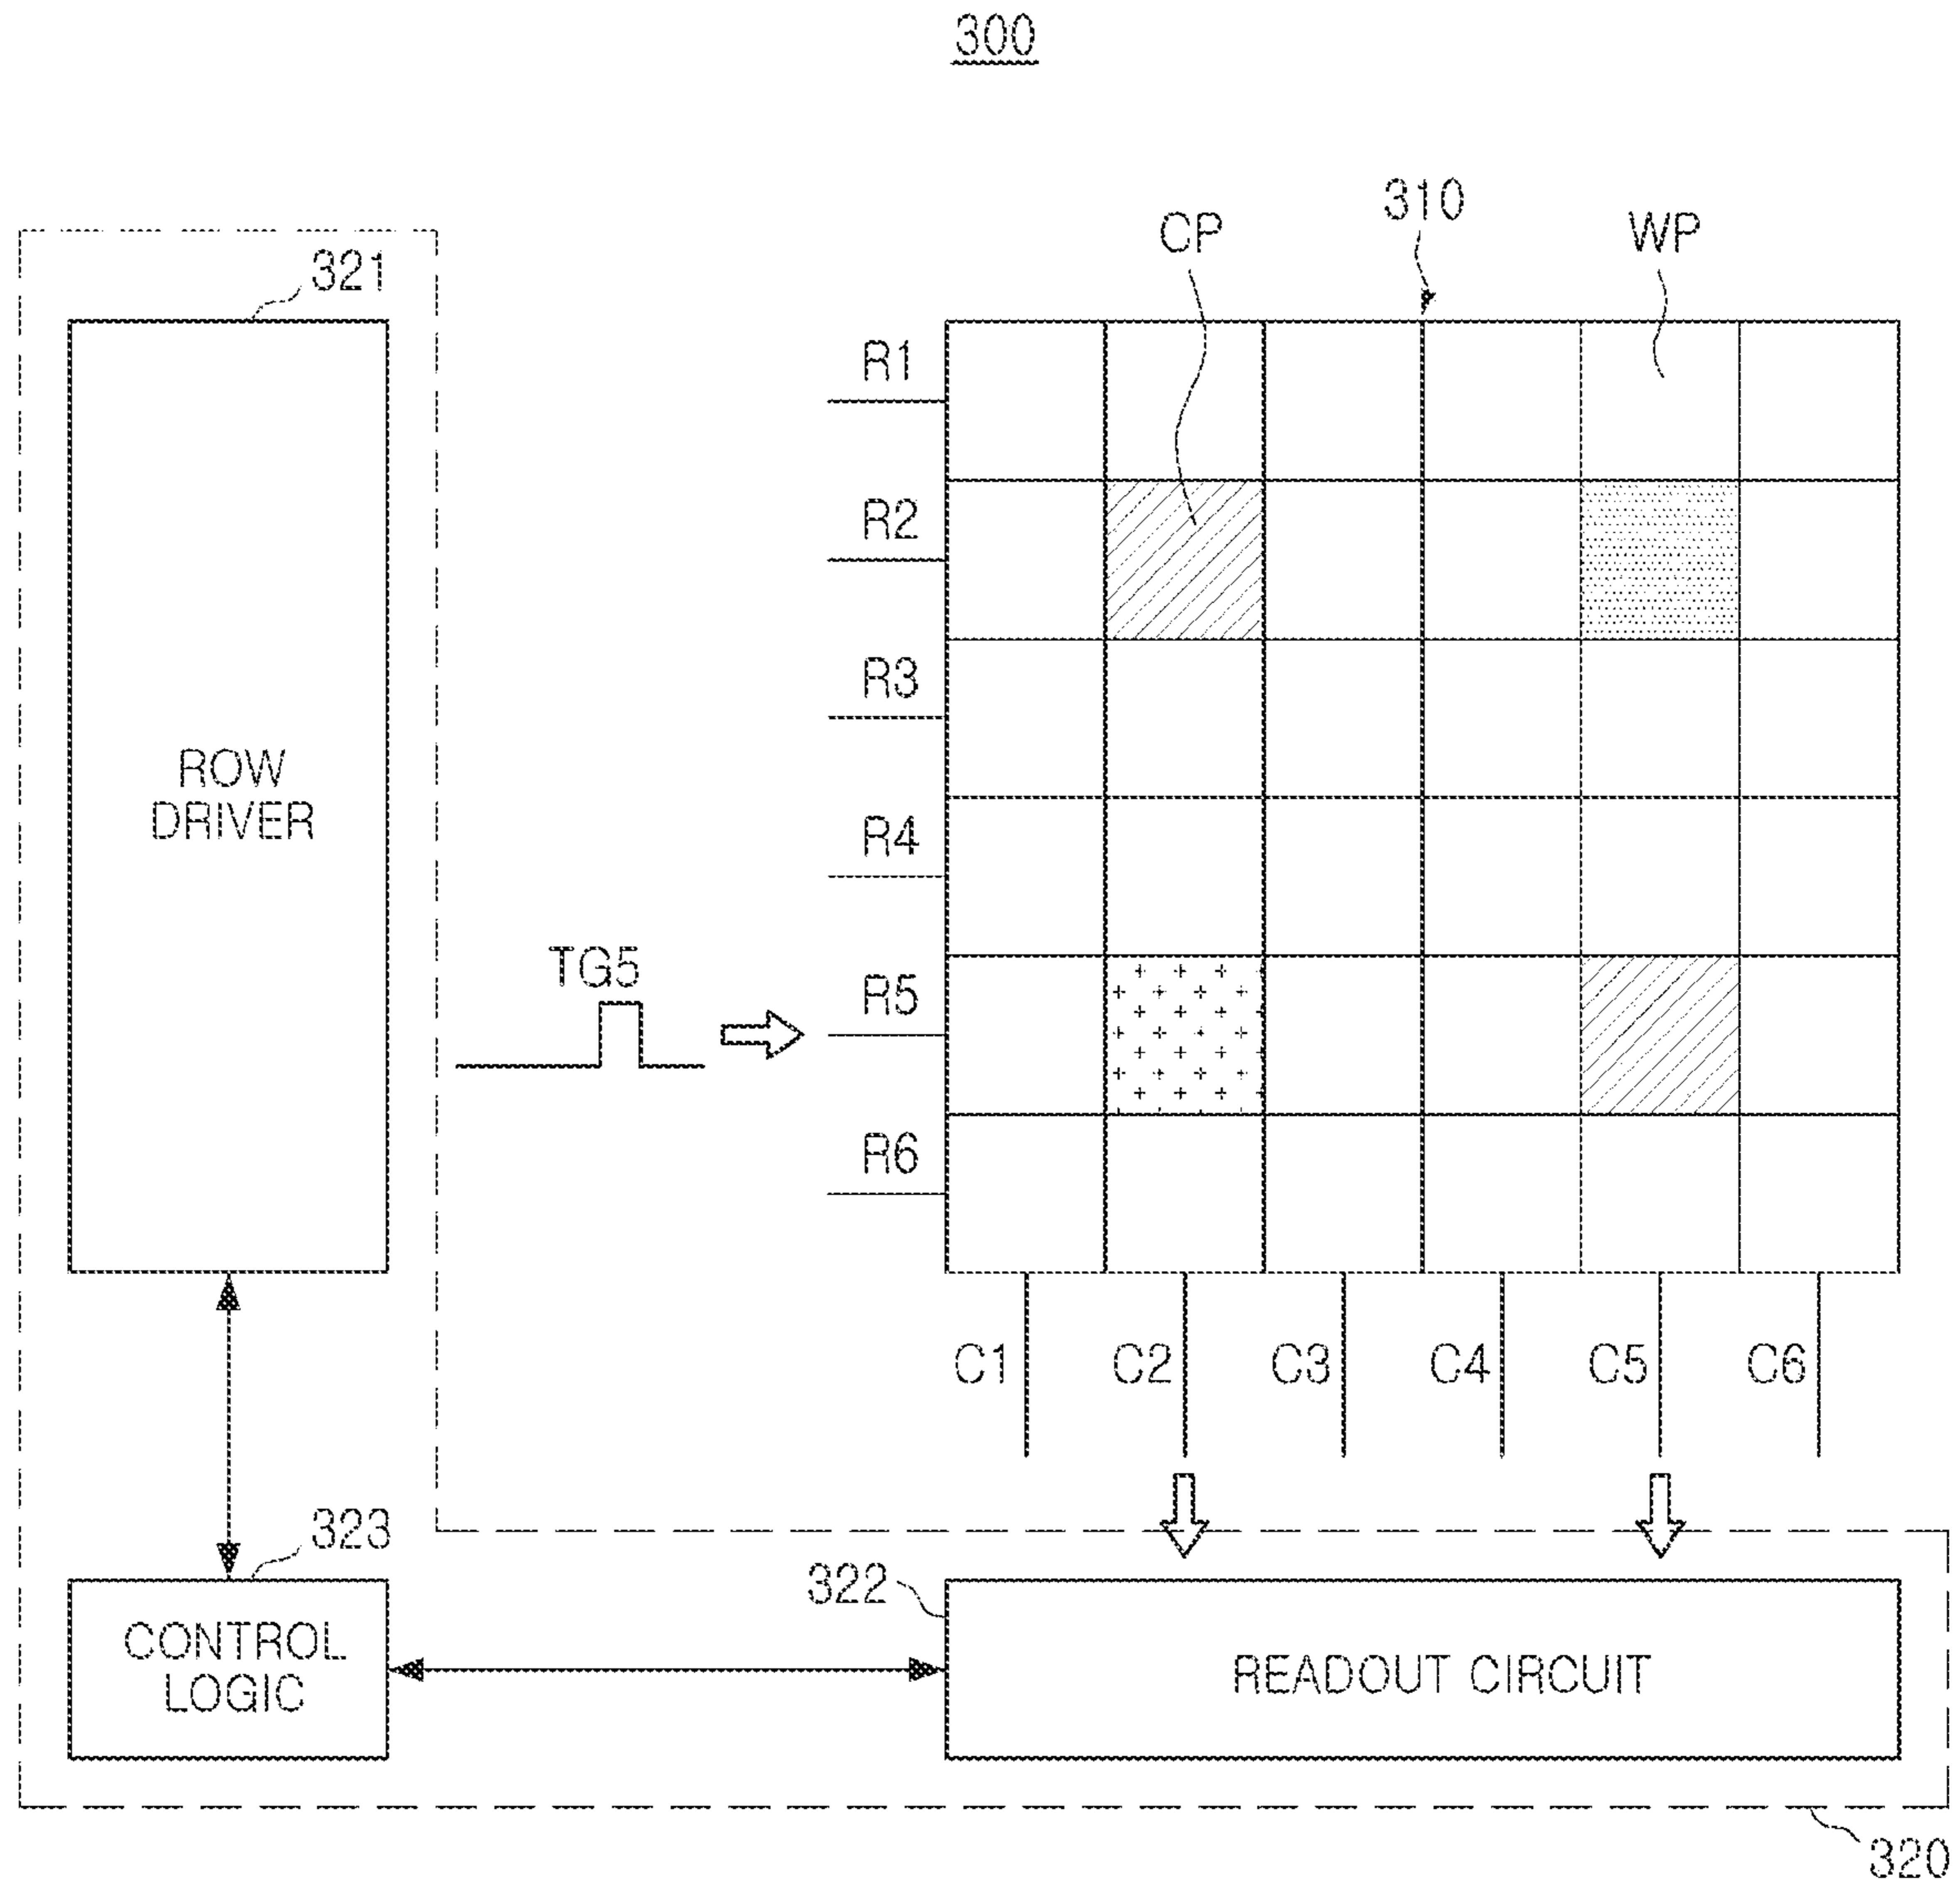 300
310
CP
WP
321
R1
R2
R3
ROW
DRIVER
R4
TG5
R5
R6
C1 C2 C3 C4 C5 C6
323
322
CONTROL
LOGIC
READOUT CIRCUIT
320